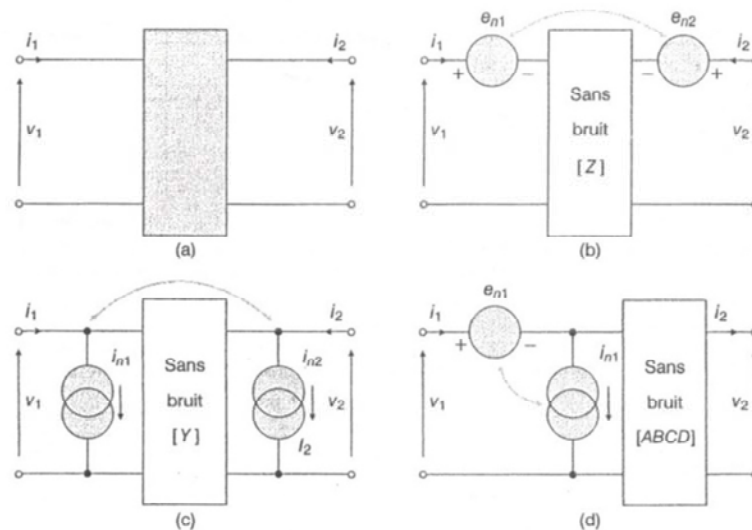 i₁
i₂
v₁
v₂
(a)
eₙ₁
eₙ₂
i₁
i₂
+
−
−
+
v₁
Sans
bruit
[Z]
v₂
(b)
i₁
i₂
v₁
iₙ₁
Sans
bruit
[Y]
iₙ₂
v₂
I₂
(c)
eₙ₁
i₁
i₂
+
−
v₁
iₙ₁
Sans
bruit
[ABCD]
v₂
(d)